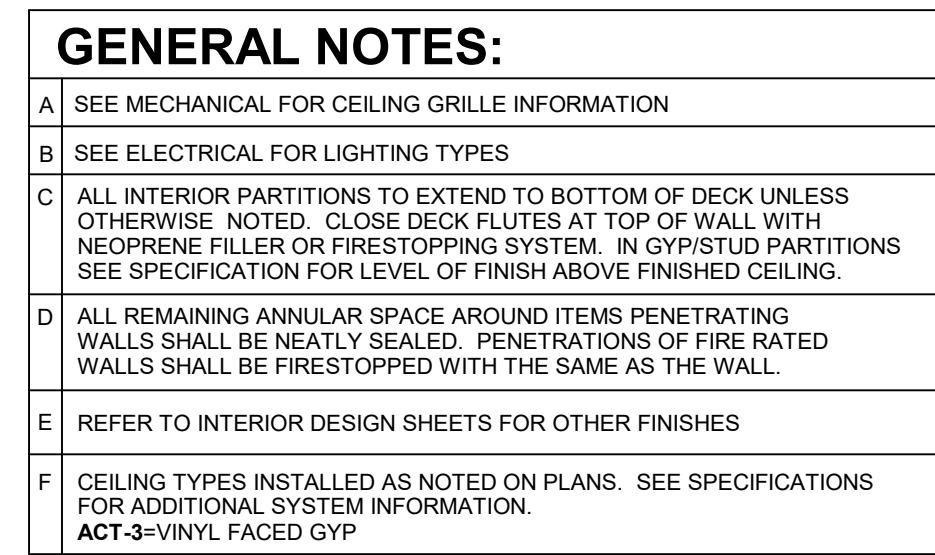 GENERAL NOTES:
A SEE MECHANICAL FOR CEILING GRILLE INFORMATION
B SEE ELECTRICAL FOR LIGHTING TYPES
C ALL INTERIOR PARTITIONS TO EXTEND TO BOTTOM OF DECK UNLESS
OTHERWISE NOTED. CLOSE DECK FLUTES AT TOP OF WALL WITH
NEOPRENE FILLER OR FIRESTOPPING SYSTEM. IN GYP/STUD PARTITIONS
SEE SPECIFICATION FOR LEVEL OF FINISH ABOVE FINISHED CEILING.
D ALL REMAINING ANNULAR SPACE AROUND ITEMS PENETRATING
WALLS SHALL BE NEATLY SEALED. PENETRATIONS OF FIRE RATED
WALLS SHALL BE FIRESTOPPED WITH THE SAME AS THE WALL.
E REFER TO INTERIOR DESIGN SHEETS FOR OTHER FINISHES
F CEILING TYPES INSTALLED AS NOTED ON PLANS. SEE SPECIFICATIONS
FOR ADDITIONAL SYSTEM INFORMATION.
ACT-3=VINYL FACED GYP